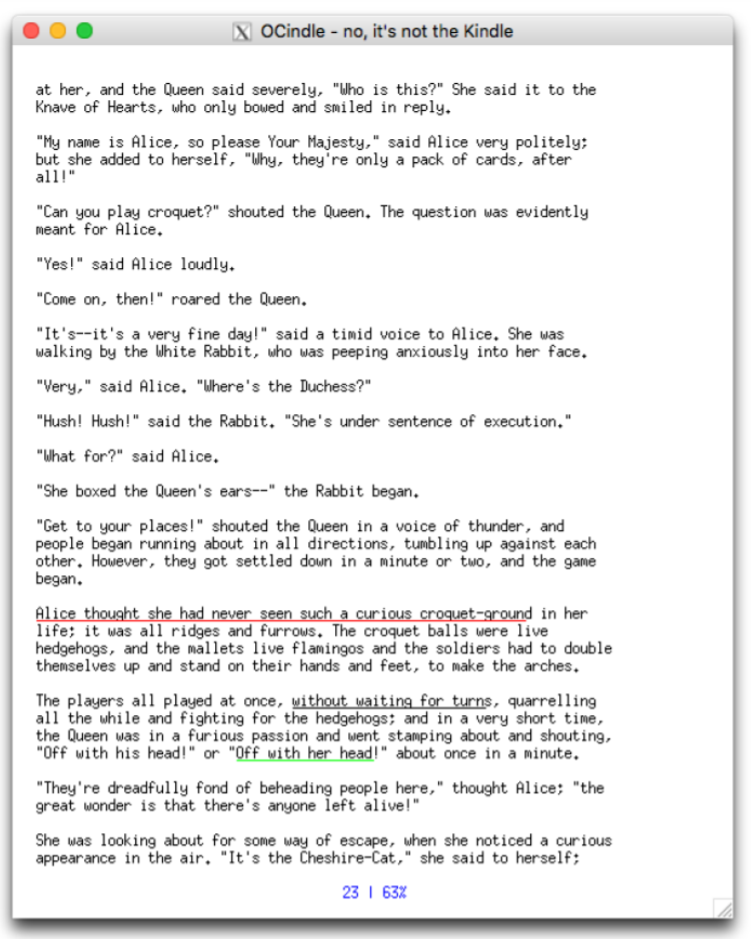 OCindle - no, it's not the Kindle
at her, and the Queen said severely, "Who is this?" She said it to the
Knave of Hearts, who only bowed and smiled in reply.
"My name is Alice, so please Your Majesty," said Alice very politely;
but she added to herself, "Why, they're only a pack of cards, after
all!"
"Can you play croquet?" shouted the Queen. The question was evidently
meant for Alice.
"Yes!" said Alice loudly.
"Come on, then!" roared the Queen.
"It's--it's a very fine day!" said a timid voice to Alice. She was
walking by the White Rabbit, who was peeping anxiously into her face.
"Very," said Alice. "Where's the Duchess?"
"Hush! Hush!" said the Rabbit. "She's under sentence of execution."
"What for?" said Alice.
"She boxed the Queen's ears--" the Rabbit began.
"Get to your places!" shouted the Queen in a voice of thunder, and
people began running about in all directions, tumbling up against each
other. However, they got settled down in a minute or two, and the game
began.
Alice thought she had never seen such a curious croquet-ground in her
life; it was all ridges and furrows. The croquet balls were live
hedgehogs, and the mallets live flamingos and the soldiers had to double
themselves up and stand on their hands and feet, to make the arches.
The players all played at once, without waiting for turns, quarrelling
all the while and fighting for the hedgehogs; and in a very short time,
the Queen was in a furious passion and went stamping about and shouting,
"Off with his head!" or "Off with her head!" about once in a minute.
"They're dreadfully fond of beheading people here," thought Alice; "the
great wonder is that there's anyone left alive!"
She was looking about for some way of escape, when she noticed a curious
appearance in the air. "It's the Cheshire-Cat," she said to herself;
23 | 63%